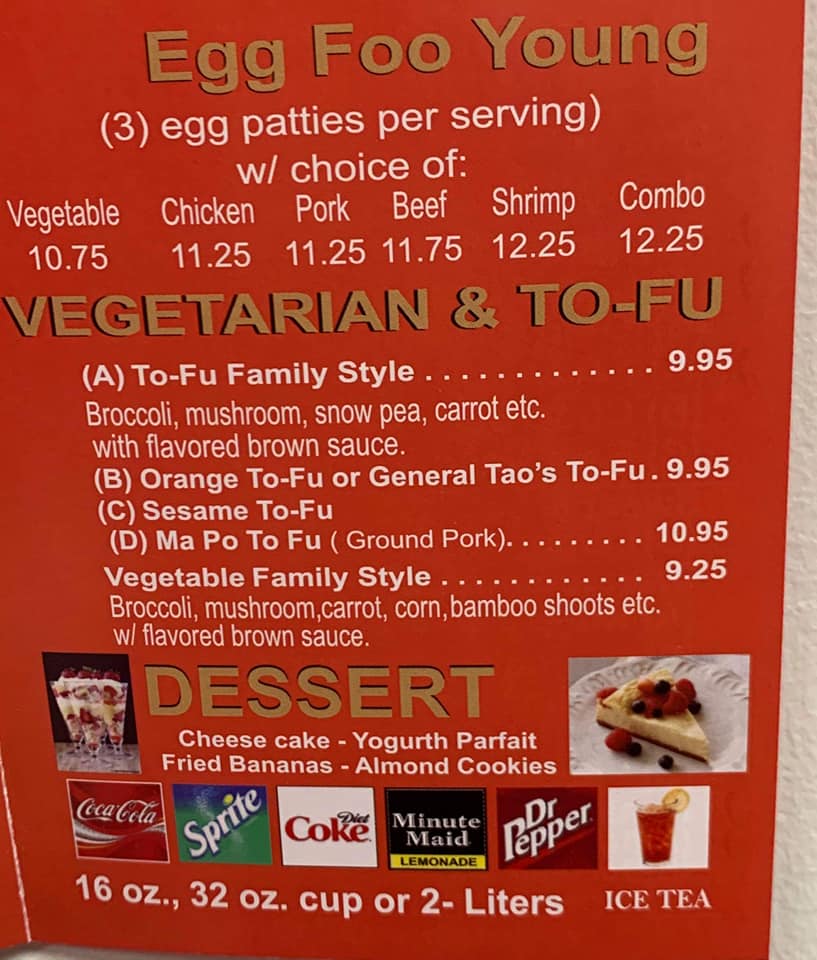 Egg Foo Young
(3) egg patties per serving)
w/ choice of:
Vegetable Chicken Pork Beef Shrimp Combo
10.75 11.25 11.25 11.75 12.25 12.25
VEGETARIAN & TO-FU
(A) To-Fu Family Style . . . . . . . . . . . . . 9.95
Broccoli, mushroom, snow pea, carrot etc.
with flavored brown sauce.
(B) Orange To-Fu or General Tao's To-Fu . 9.95
(C) Sesame To-Fu
(D) Ma Po To Fu ( Ground Pork). . . . . . . . . 10.95
Vegetable Family Style . . . . . . . . . . . . 9.25
Broccoli, mushroom,carrot, corn,bamboo shoots etc.
w/ flavored brown sauce.
DESSERT
Cheese cake - Yogurth Parfait
Fried Bananas - Almond Cookies
Coca-Cola
Sprite
Diet
Coke
Minute
Maid
LEMONADE
Dr
Pepper
16 oz., 32 oz. cup or 2- Liters ICE TEA